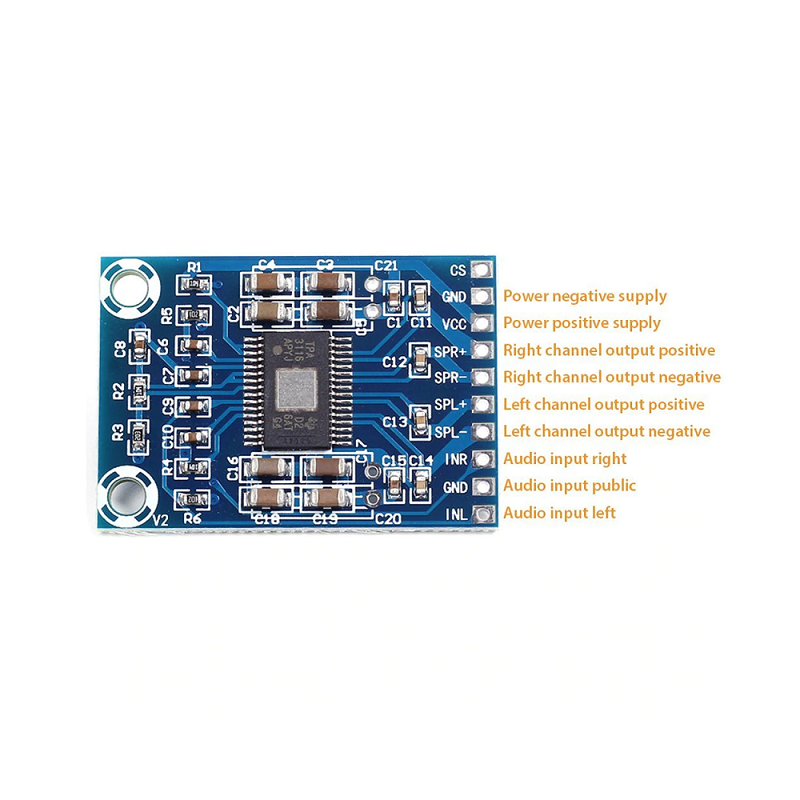 R1 C4 C3 C21 CS
GND Power negative supply
R5 C2 C1 C11 VCC Power positive supply
C8 C6 TPA
3116
APYJ
SPR+ Right channel output positive
C12
C7 SPR- Right channel output negative
R2
C9 SPL+ Left channel output positive
D2
C13
R3 C10 SPL- Left channel output negative
G4
C17
R4 C16 C15 C14 INR Audio input right
GND Audio input public
V2 R6 C18 C19 C20 INL Audio input left